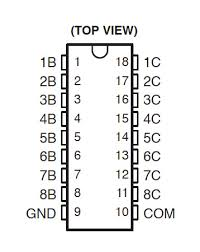 (TOP VIEW)
1B 1 18 1C
2B 2 17 2C
3B 3 16 3C
4B 4 15 4C
5B 5 14 5C
6B 6 13 6C
7B 7 12 7C
8B 8 11 8C
GND 9 10 COM